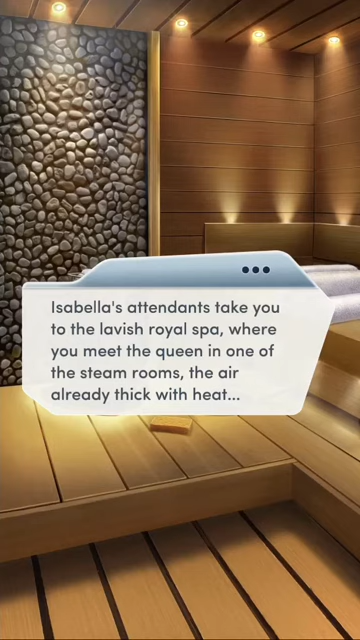 Isabella's attendants take you
to the lavish royal spa, where
you meet the queen in one of
the steam rooms, the air
already thick with heat...